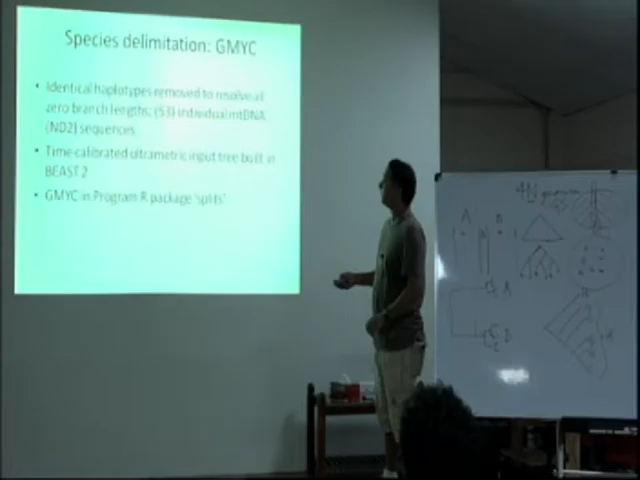 Species delimitation: GMYC
• Identical haplotypes removed to resolve all
zero branch lengths; (53) individual mtDNA
(ND2) sequences
• Time-calibrated ultrametric input tree built in
BEAST 2
• GMYC in Program R package 'splits'
4N
A B
A
B